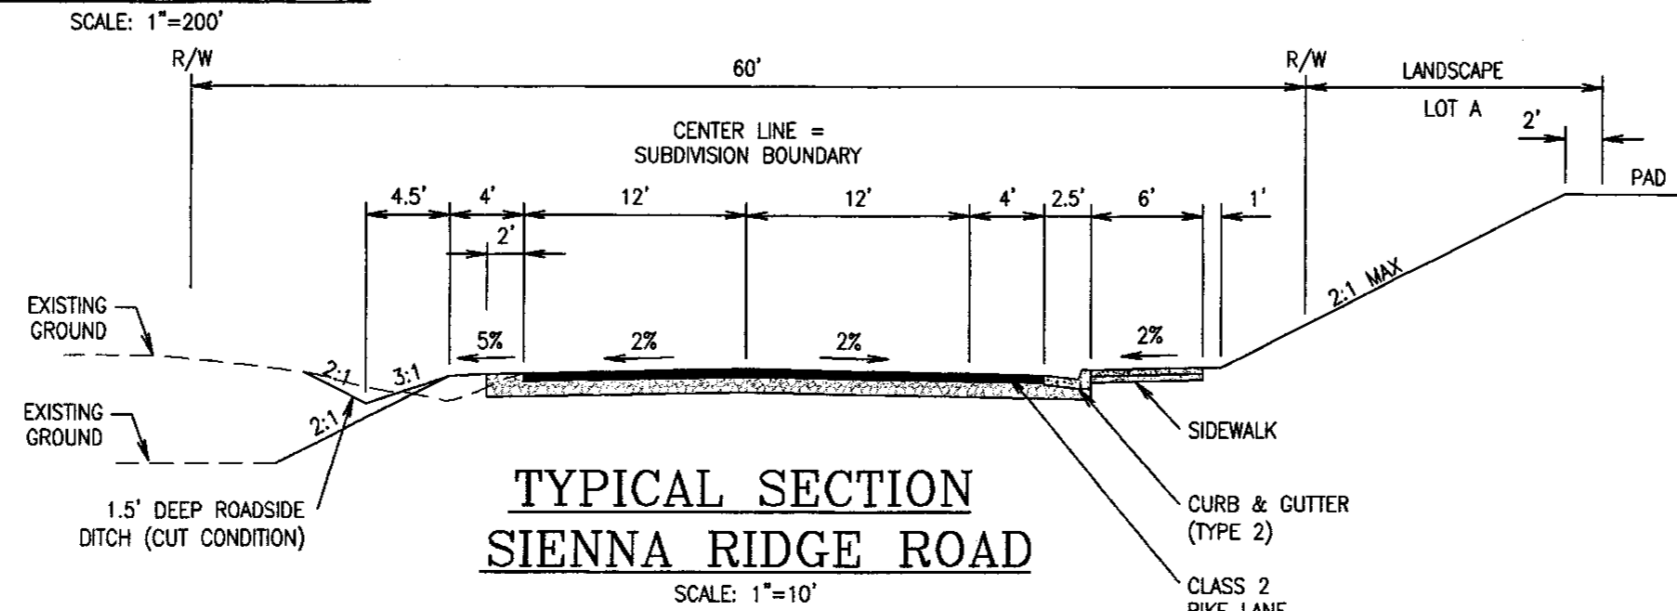 SCALE: 1"=200'
R/W
60'
R/W
LANDSCAPE
LOT A
2'
CENTER LINE =
SUBDIVISION BOUNDARY
PAD
4.5'
4'
12'
12'
4'
2.5'
6'
1'
2'
2:1 MAX
EXISTING
GROUND
5%
2%
2%
2%
2:1
3:1
EXISTING
GROUND
2:1
SIDEWALK
1.5' DEEP ROADSIDE
DITCH (CUT CONDITION)
TYPICAL SECTION
SIENNA RIDGE ROAD
SCALE: 1"=10'
CURB & GUTTER
(TYPE 2)
CLASS 2
BIKE LANE